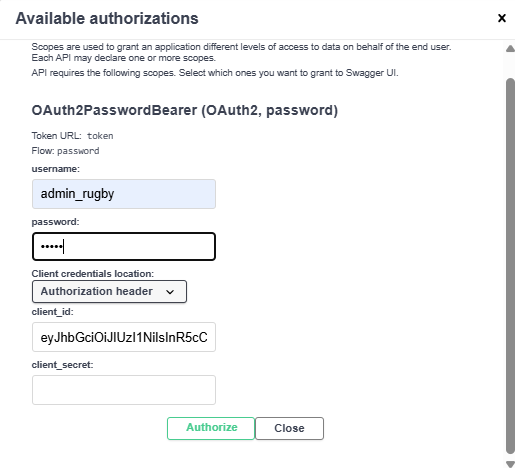 Available authorizations
x
Scopes are used to grant an application different levels of access to data on behalf of the end user.
Each API may declare one or more scopes.
API requires the following scopes. Select which ones you want to grant to Swagger UI.
OAuth2PasswordBearer (OAuth2, password)
Token URL: token
Flow: password
username:
admin_rugby
password:
•••••
Client credentials location:
Authorization header
client_id:
eyJhbGciOiJIUzI1NiIsInR5cC
client_secret:
Authorize
Close